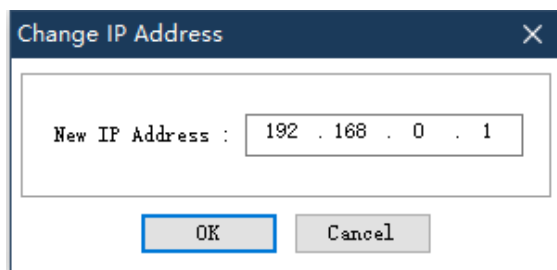 Change IP Address
New IP Address : 192 . 168 . 0 . 1
OK Cancel